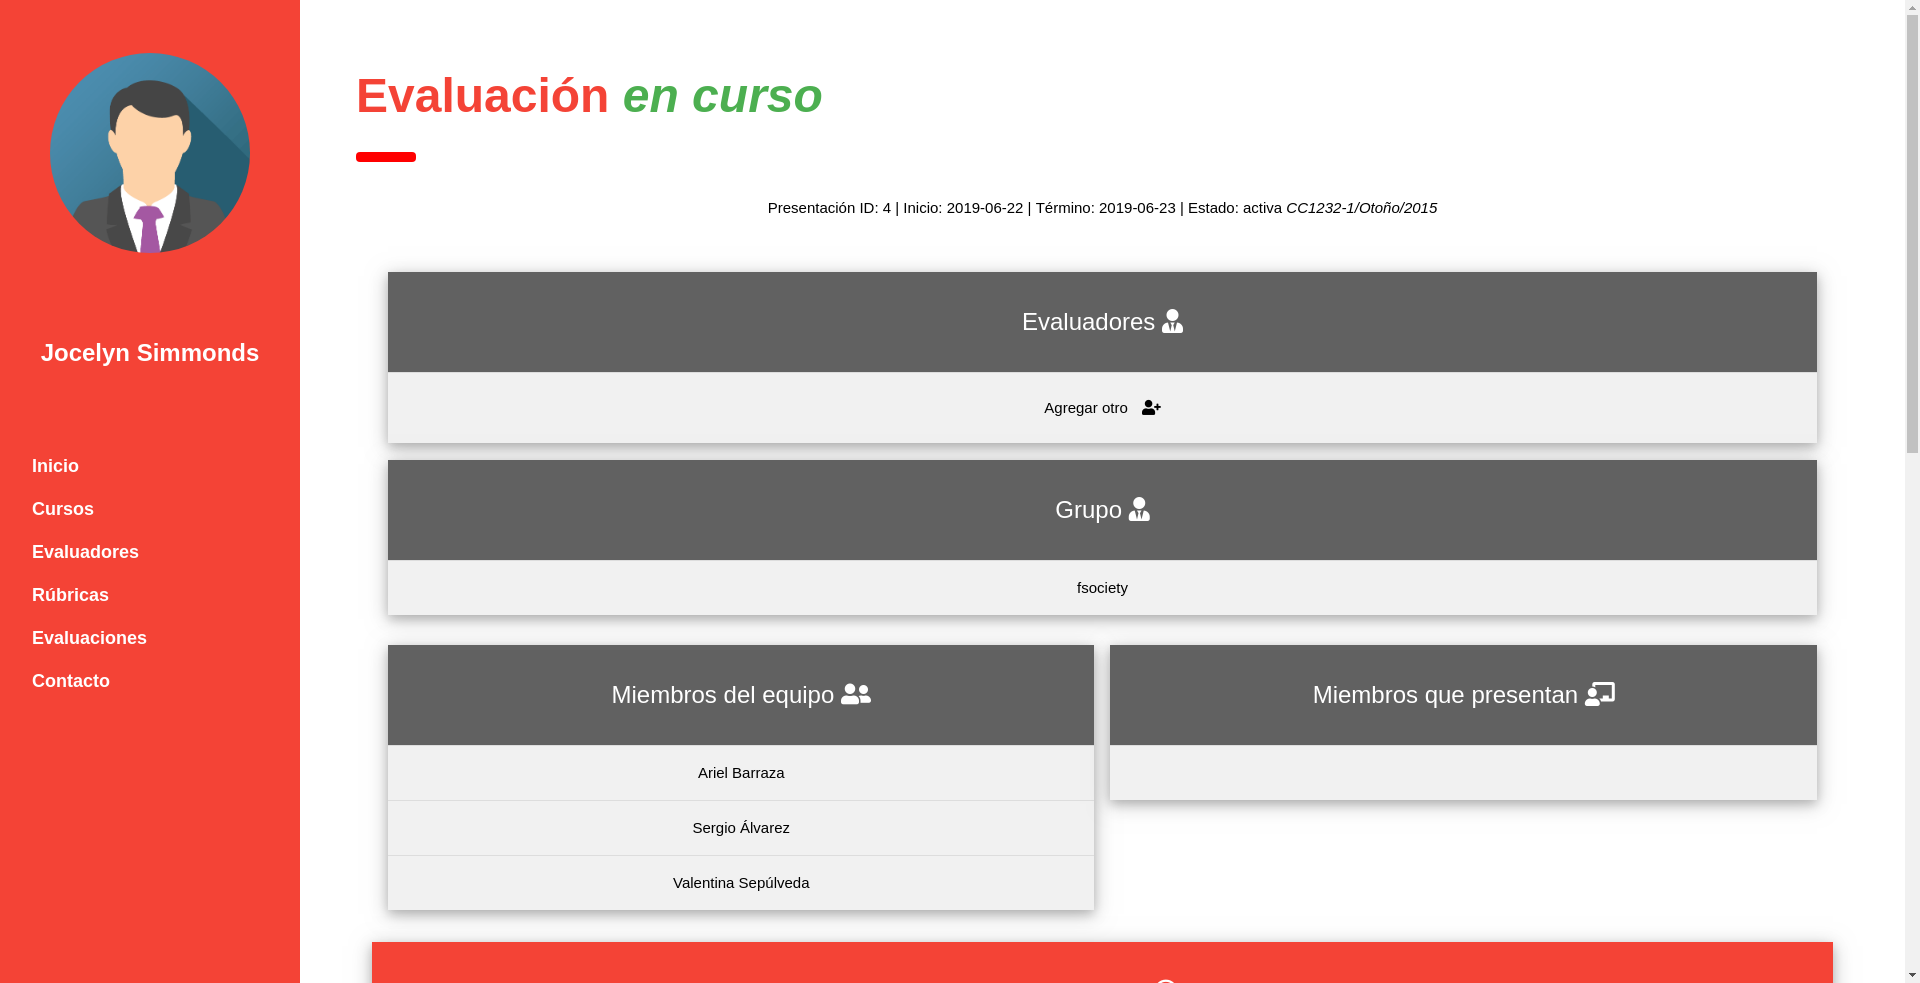 Jocelyn Simmonds
Inicio
Cursos
Evaluadores
Rúbricas
Evaluaciones
Contacto
Evaluación en curso
Presentación ID: 4 | Inicio: 2019-06-22 | Término: 2019-06-23 | Estado: activa CC1232-1/Otoño/2015
Evaluadores
Agregar otro
Grupo
fsociety
Miembros del equipo
Ariel Barraza
Sergio Álvarez
Valentina Sepúlveda
Miembros que presentan